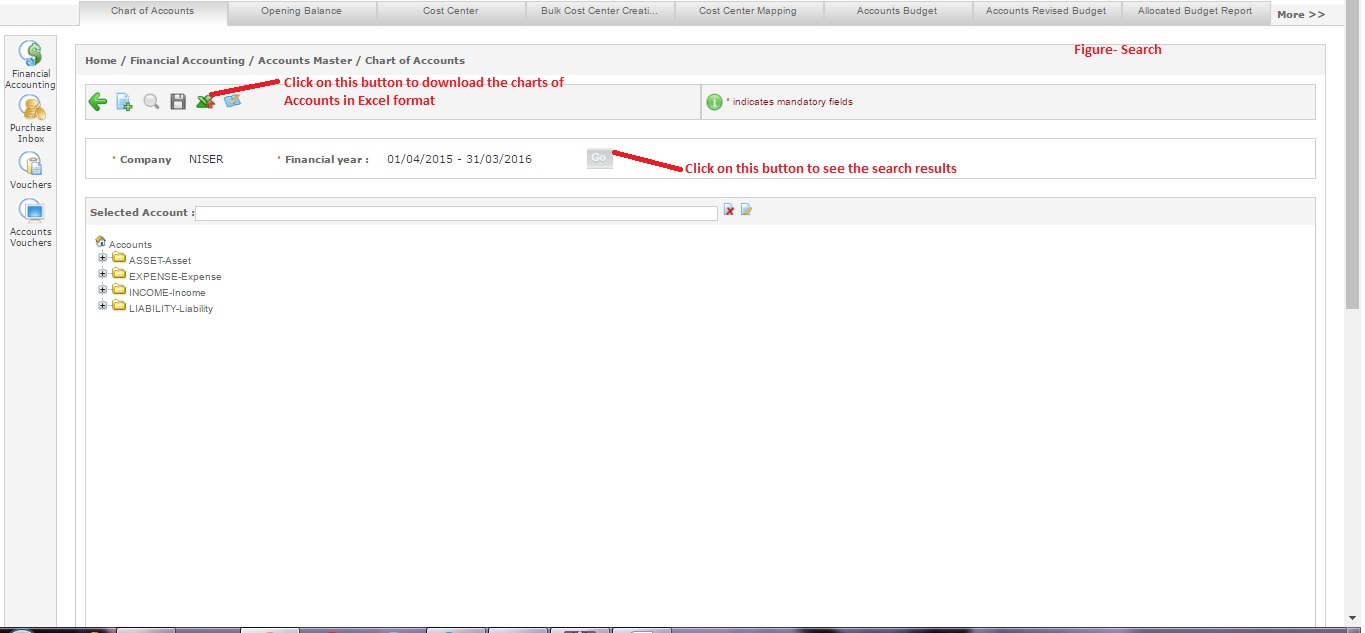 Chart of Accounts
Opening Balance
Cost Center
Bulk Cost Center Creati...
Cost Center Mapping
Accounts Budget
Accounts Revised Budget
Allocated Budget Report
More >>
Financial
Accounting
Purchase
Inbox
Vouchers
Accounts
Vouchers
Figure- Search
Home / Financial Accounting / Accounts Master / Chart of Accounts
Click on this button to download the charts of
Accounts in Excel format
* indicates mandatory fields
* Company NISER * Financial year : 01/04/2015 - 31/03/2016 Go
Click on this button to see the search results
Selected Account :
Accounts
ASSET-Asset
EXPENSE-Expense
INCOME-Income
LIABILITY-Liability